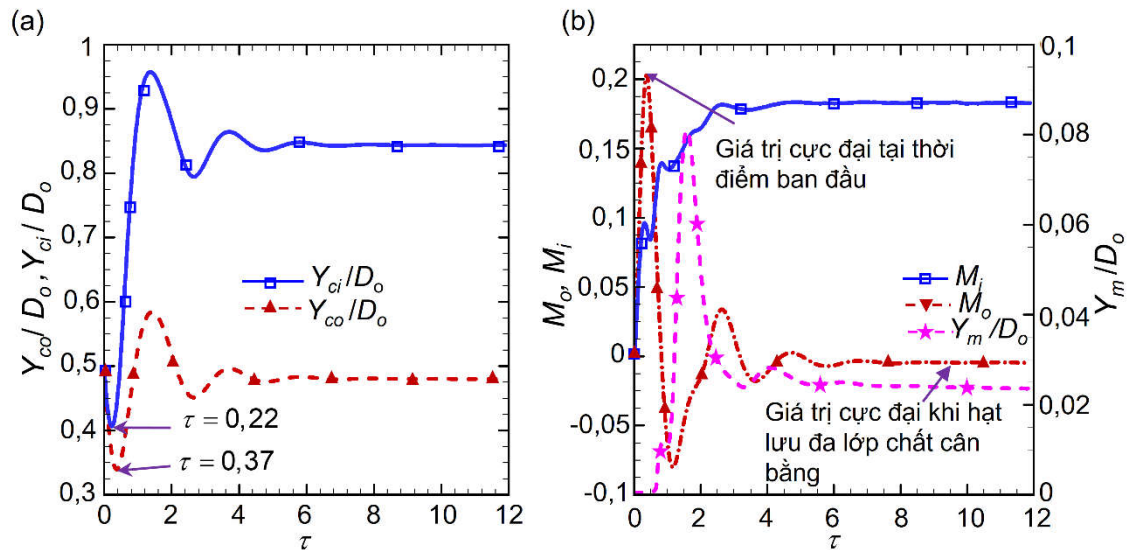 (a)
1
0,9
0,8
0,7
0,6
0,5
0,4
0,3
Y_co/D_o, Y_ci/D_o
Y_ci/D_o
Y_co/D_o
τ = 0,22
τ = 0,37
0 2 4 6 8 10 12
τ
(b)
0,2
0,15
0,1
0,05
0
-0,05
-0,1
M_o, M_i
Giá trị cực đại tại thời
điểm ban đầu
M_i
M_o
Y_m/D_o
Giá trị cực đại khi hạt
lưu đa lớp chất cân
bằng
0,1
0,08
0,06
0,04
0,02
0
Y_m/D_o
0 2 4 6 8 10 12
τ